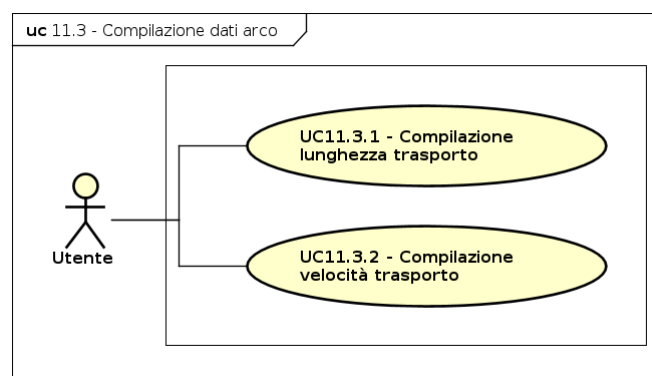 uc 11.3 - Compilazione dati arco
UC11.3.1 - Compilazione
lunghezza trasporto
Utente
UC11.3.2 - Compilazione
velocità trasporto